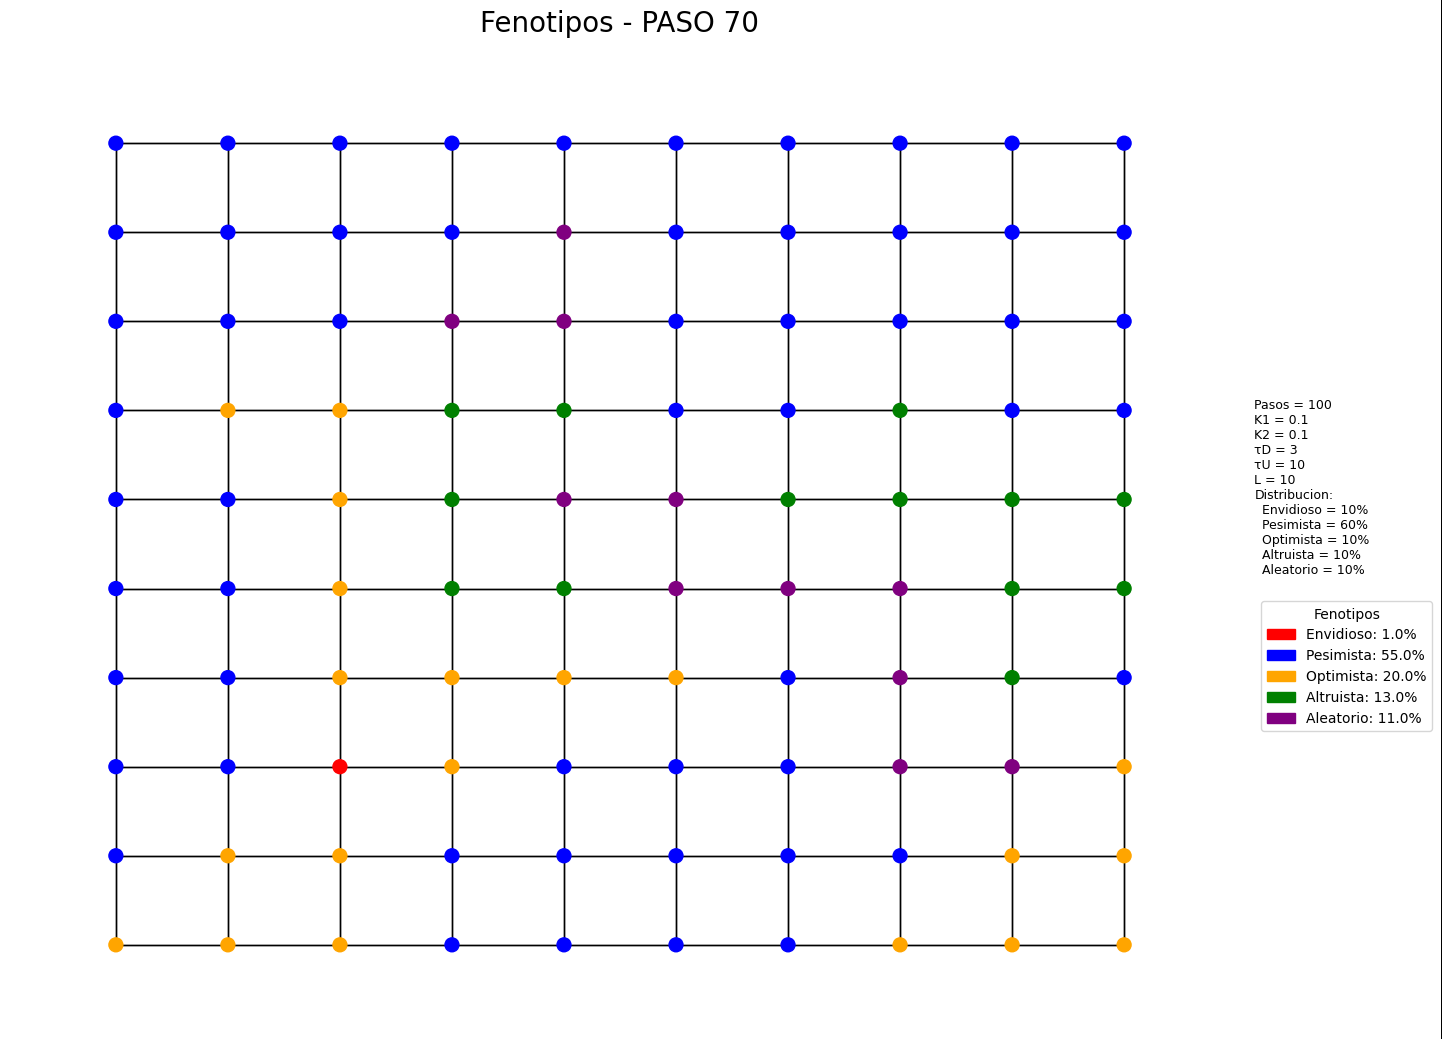 Fenotipos - PASO 70
Pasos = 100
K1 = 0.1
K2 = 0.1
τD = 3
τU = 10
L = 10
Distribucion:
Envidioso = 10%
Pesimista = 60%
Optimista = 10%
Altruista = 10%
Aleatorio = 10%
Fenotipos
Envidioso: 1.0%
Pesimista: 55.0%
Optimista: 20.0%
Altruista: 13.0%
Aleatorio: 11.0%